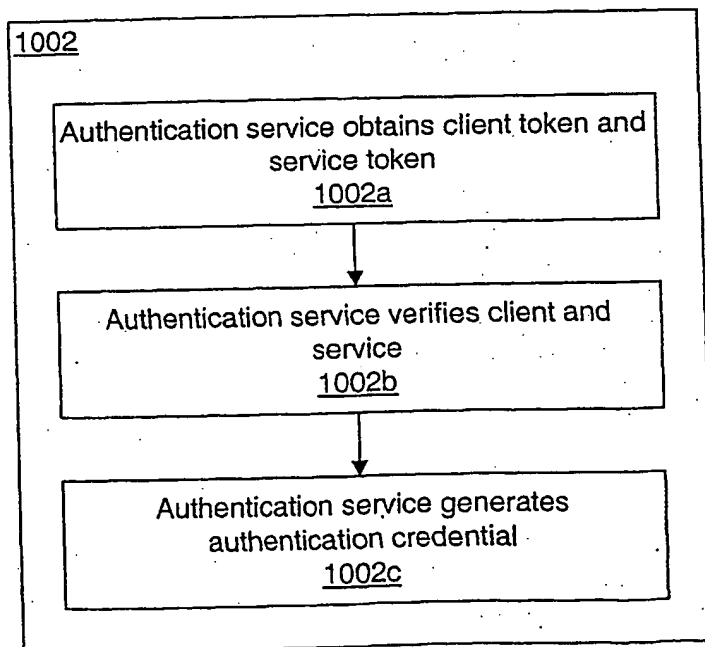 1002
Authentication service obtains client token and
service token
1002a
Authentication service verifies client and
service
1002b
Authentication service generates
authentication credential
1002c